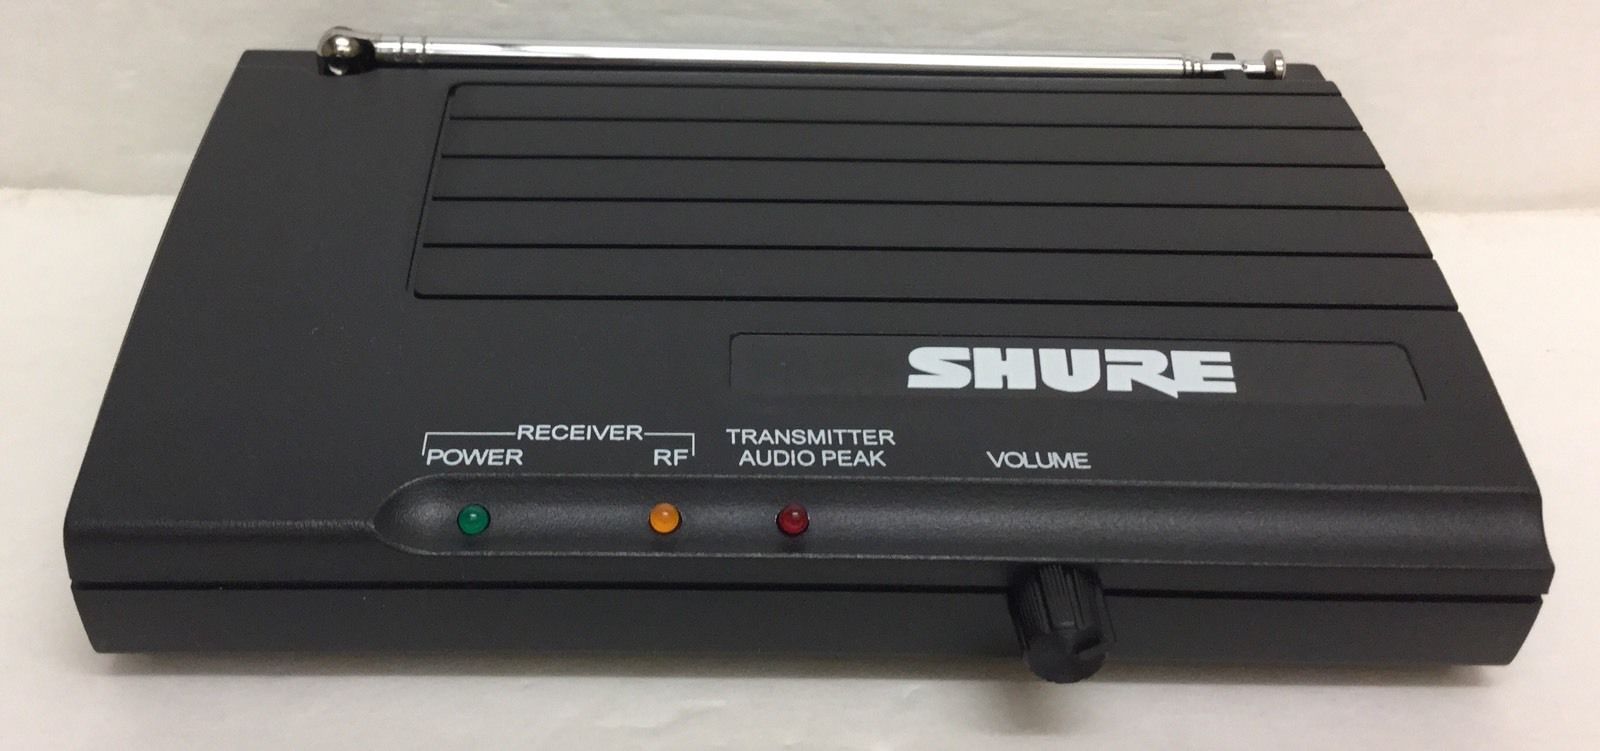 SHURE
RECEIVER
POWER RF
TRANSMITTER
AUDIO PEAK
VOLUME